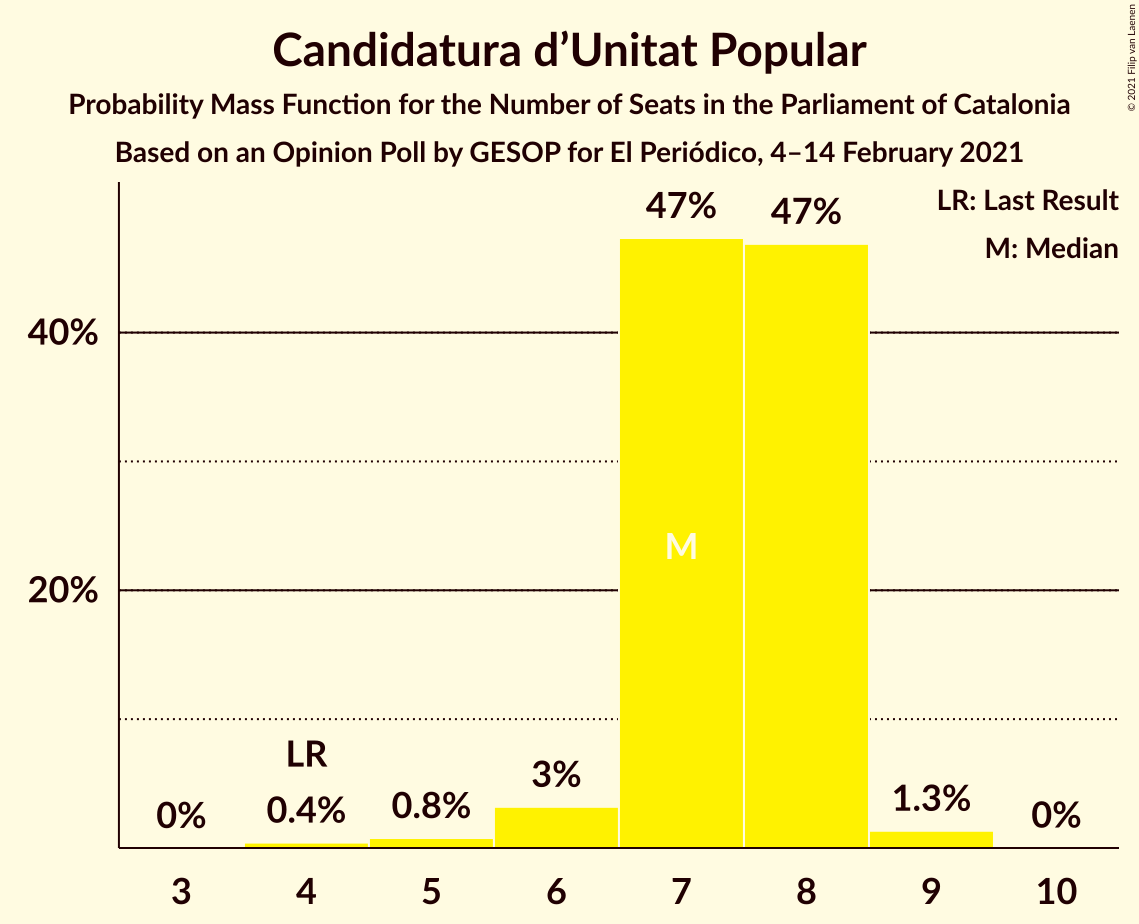 Candidatura d’Unitat Popular
Probability Mass Function for the Number of Seats in the Parliament of Catalonia
Based on an Opinion Poll by GESOP for El Periódico, 4–14 February 2021
© 2021 Filip van Laenen
LR: Last Result
M: Median
47%
47%
40%
M
20%
LR
3%
1.3%
0.8%
0.4%
0%
0%
3 4 5 6 7 8 9 10